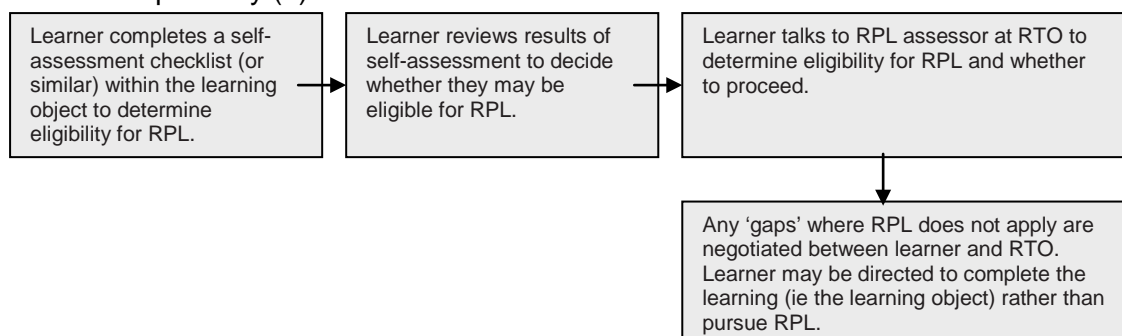 Learner completes a self-
assessment checklist (or
similar) within the learning
object to determine
eligibility for RPL.
Learner reviews results of
self-assessment to decide
whether they may be
eligible for RPL.
Learner talks to RPL assessor at RTO to
determine eligibility for RPL and whether
to proceed.
Any ‘gaps’ where RPL does not apply are
negotiated between learner and RTO.
Learner may be directed to complete the
learning (ie the learning object) rather than
pursue RPL.